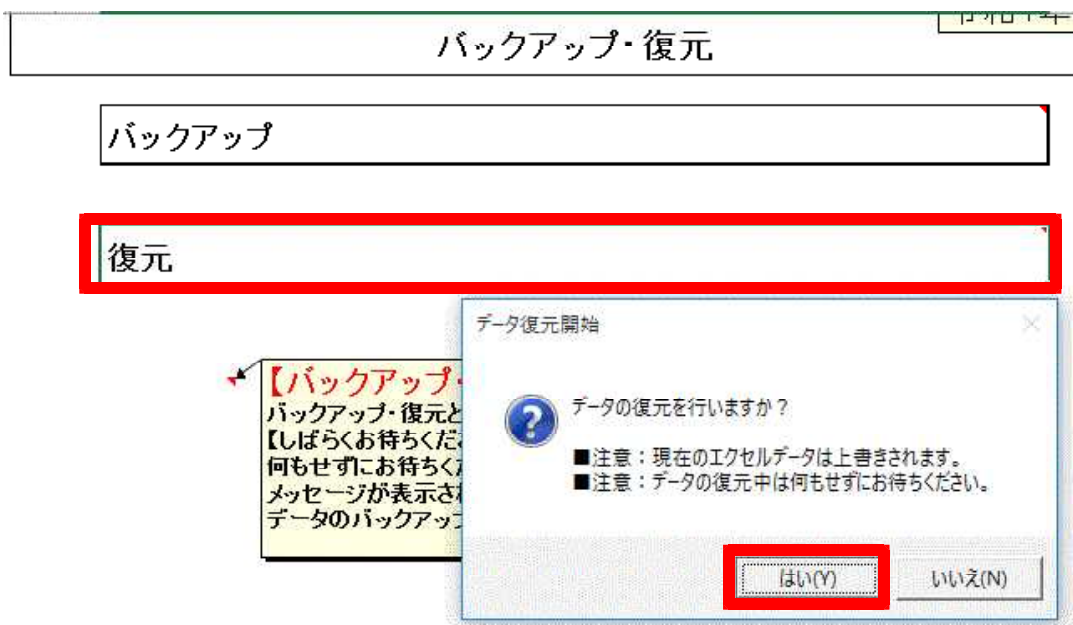 バックアップ・復元
バックアップ
復元
データ復元開始
データの復元を行いますか？
■注意：現在のエクセルデータは上書きされます。
■注意：データの復元中は何もせずにお待ちください。
はい(Y)
いいえ(N)
【バックアップ・
バックアップ・復元と
【しばらくお待ちくだ
何もせずにお待ちく
メッセージが表示さ
データのバックアッ